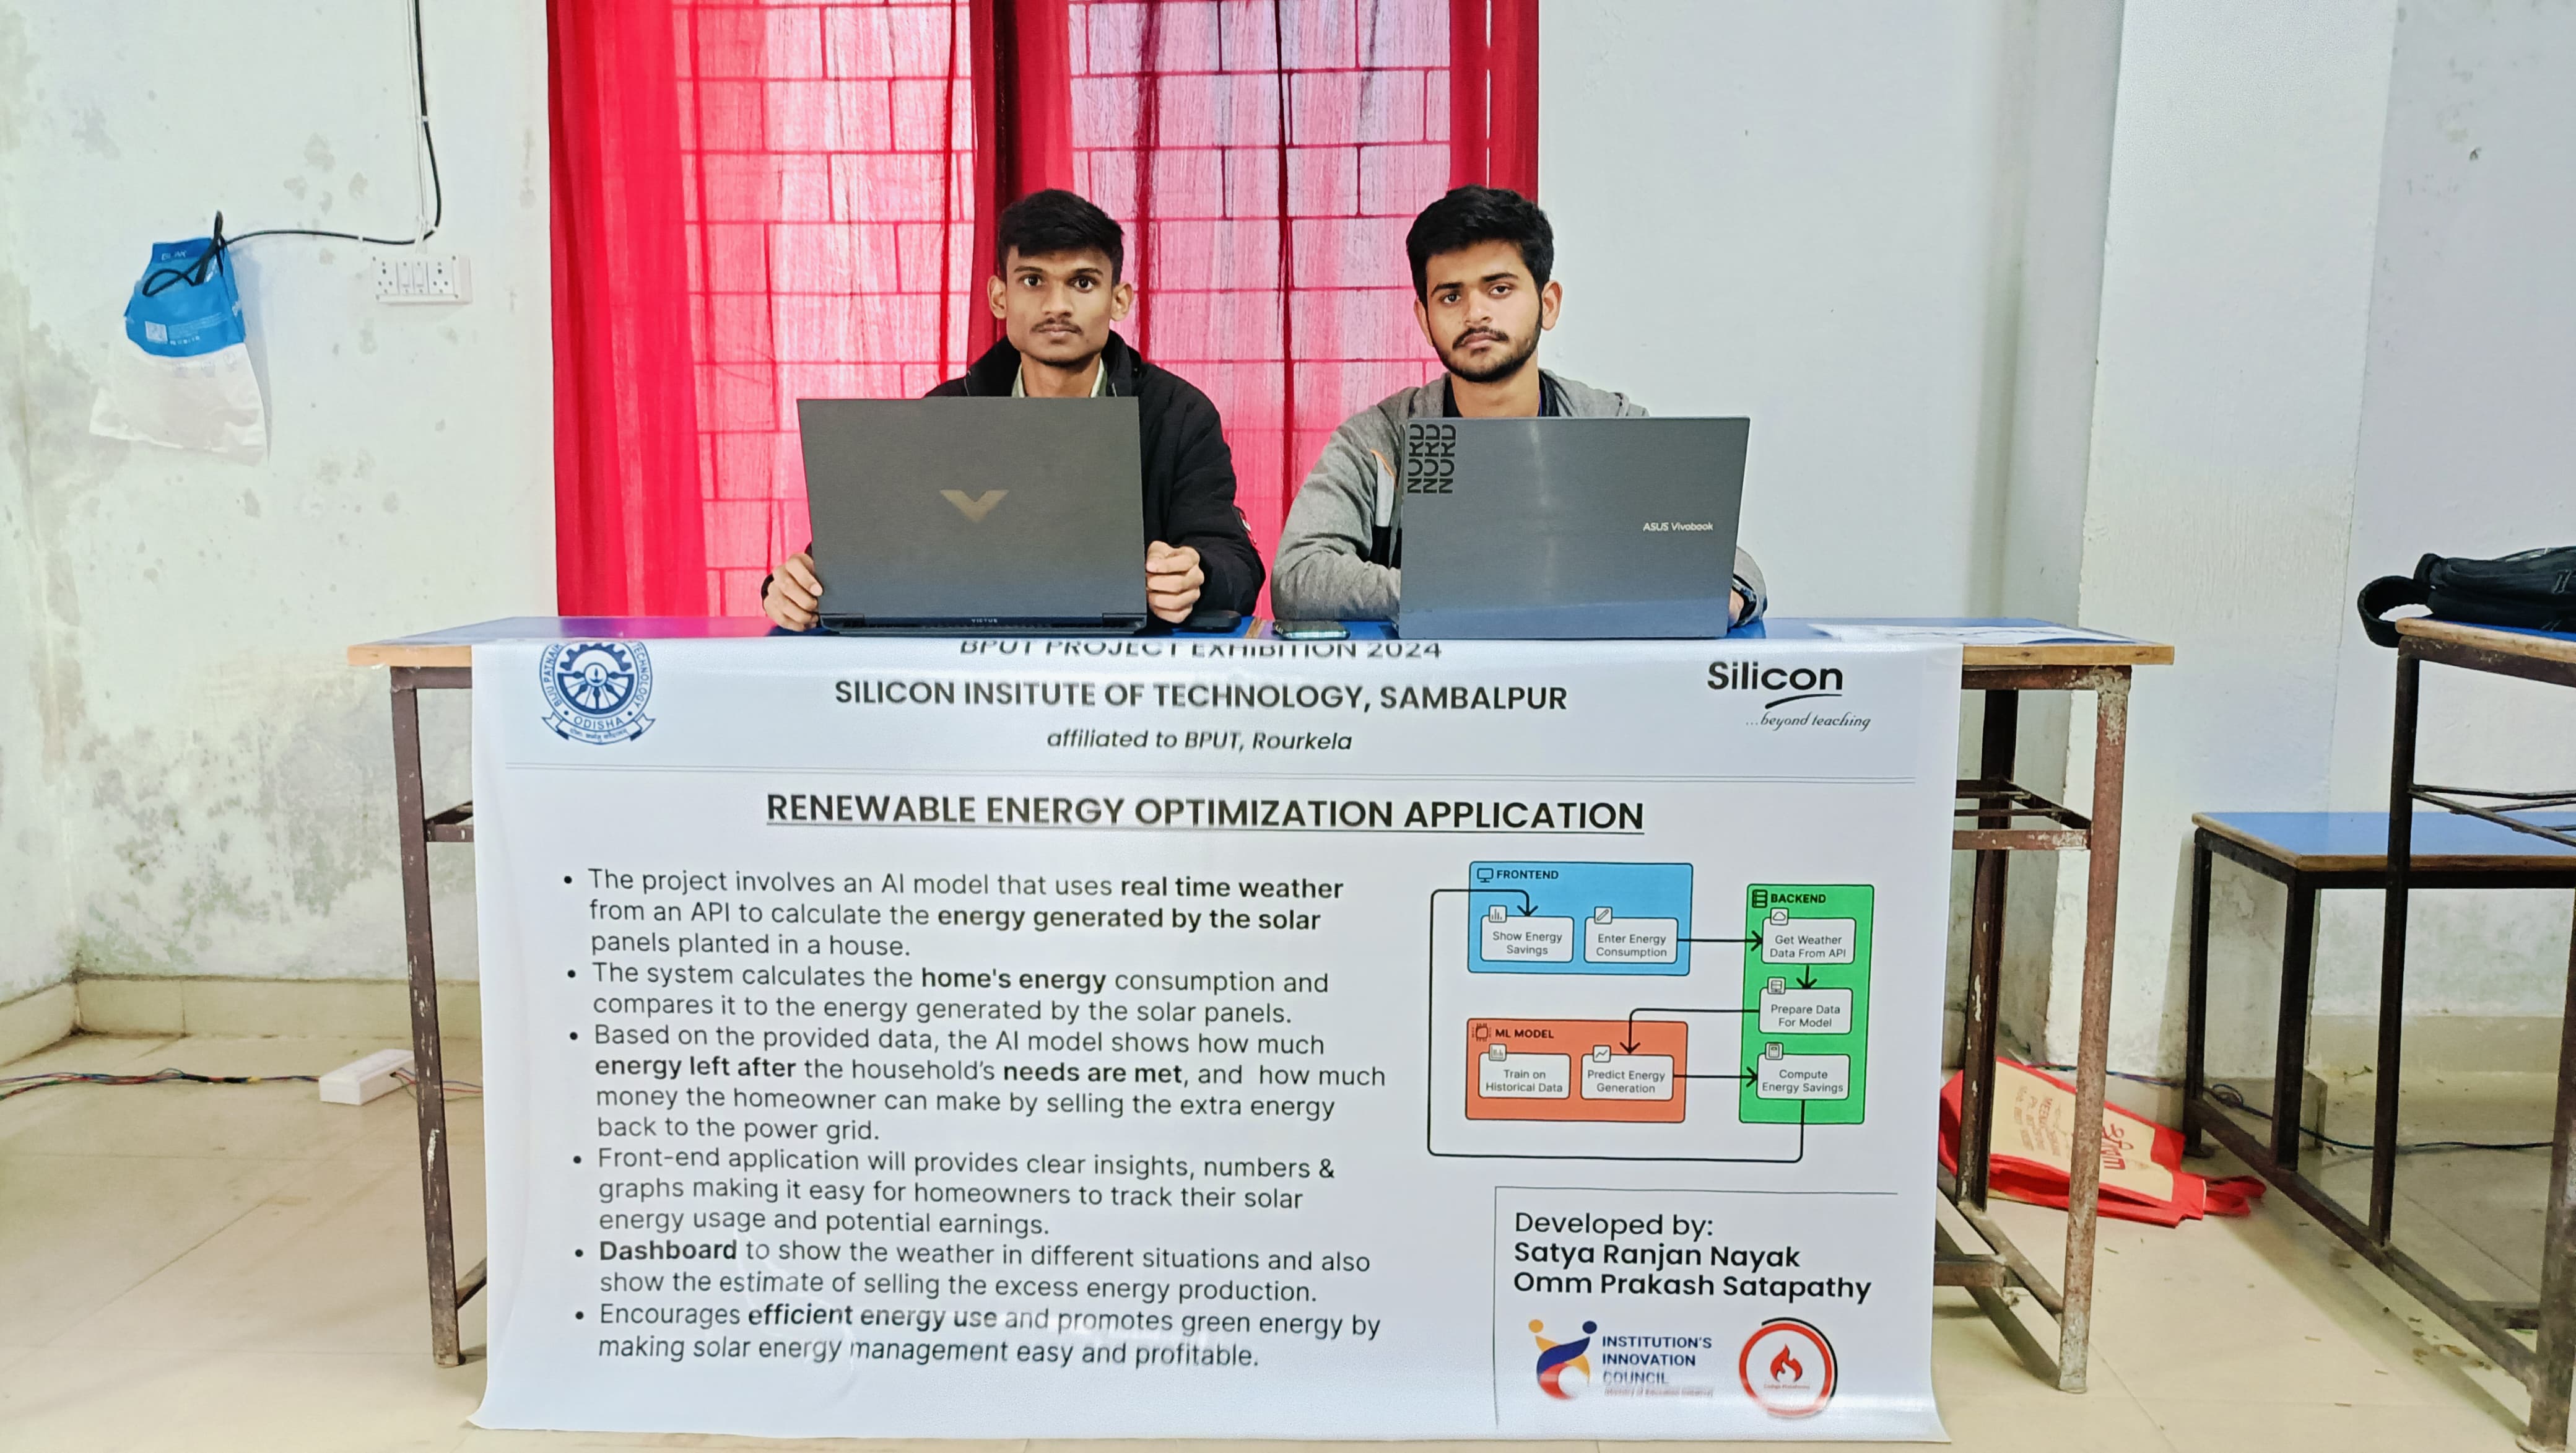 NORD
NORD
NORD
ASUS Vivobook
VICTUS
BPUT PROJECT EXHIBITION 2024
SILICON INSITUTE OF TECHNOLOGY, SAMBALPUR
affiliated to BPUT, Rourkela
BIJU PATNAIK
TECHNOLOGY
ODISHA
Silicon
...beyond teaching
RENEWABLE ENERGY OPTIMIZATION APPLICATION
• The project involves an AI model that uses real time weather
from an API to calculate the energy generated by the solar
panels planted in a house.
• The system calculates the home's energy consumption and
compares it to the energy generated by the solar panels.
• Based on the provided data, the AI model shows how much
energy left after the household's needs are met, and how much
money the homeowner can make by selling the extra energy
back to the power grid.
• Front-end application will provides clear insights, numbers &
graphs making it easy for homeowners to track their solar
energy usage and potential earnings.
• Dashboard to show the weather in different situations and also
show the estimate of selling the excess energy production.
• Encourages efficient energy use and promotes green energy by
making solar energy management easy and profitable.
FRONTEND
Show Energy
Savings
Enter Energy
Consumption
BACKEND
Get Weather
Data From API
Prepare Data
For Model
Compute
Energy Savings
ML MODEL
Train on
Historical Data
Predict Energy
Generation
Developed by:
Satya Ranjan Nayak
Omm Prakash Satapathy
INSTITUTION'S
INNOVATION
COUNCIL